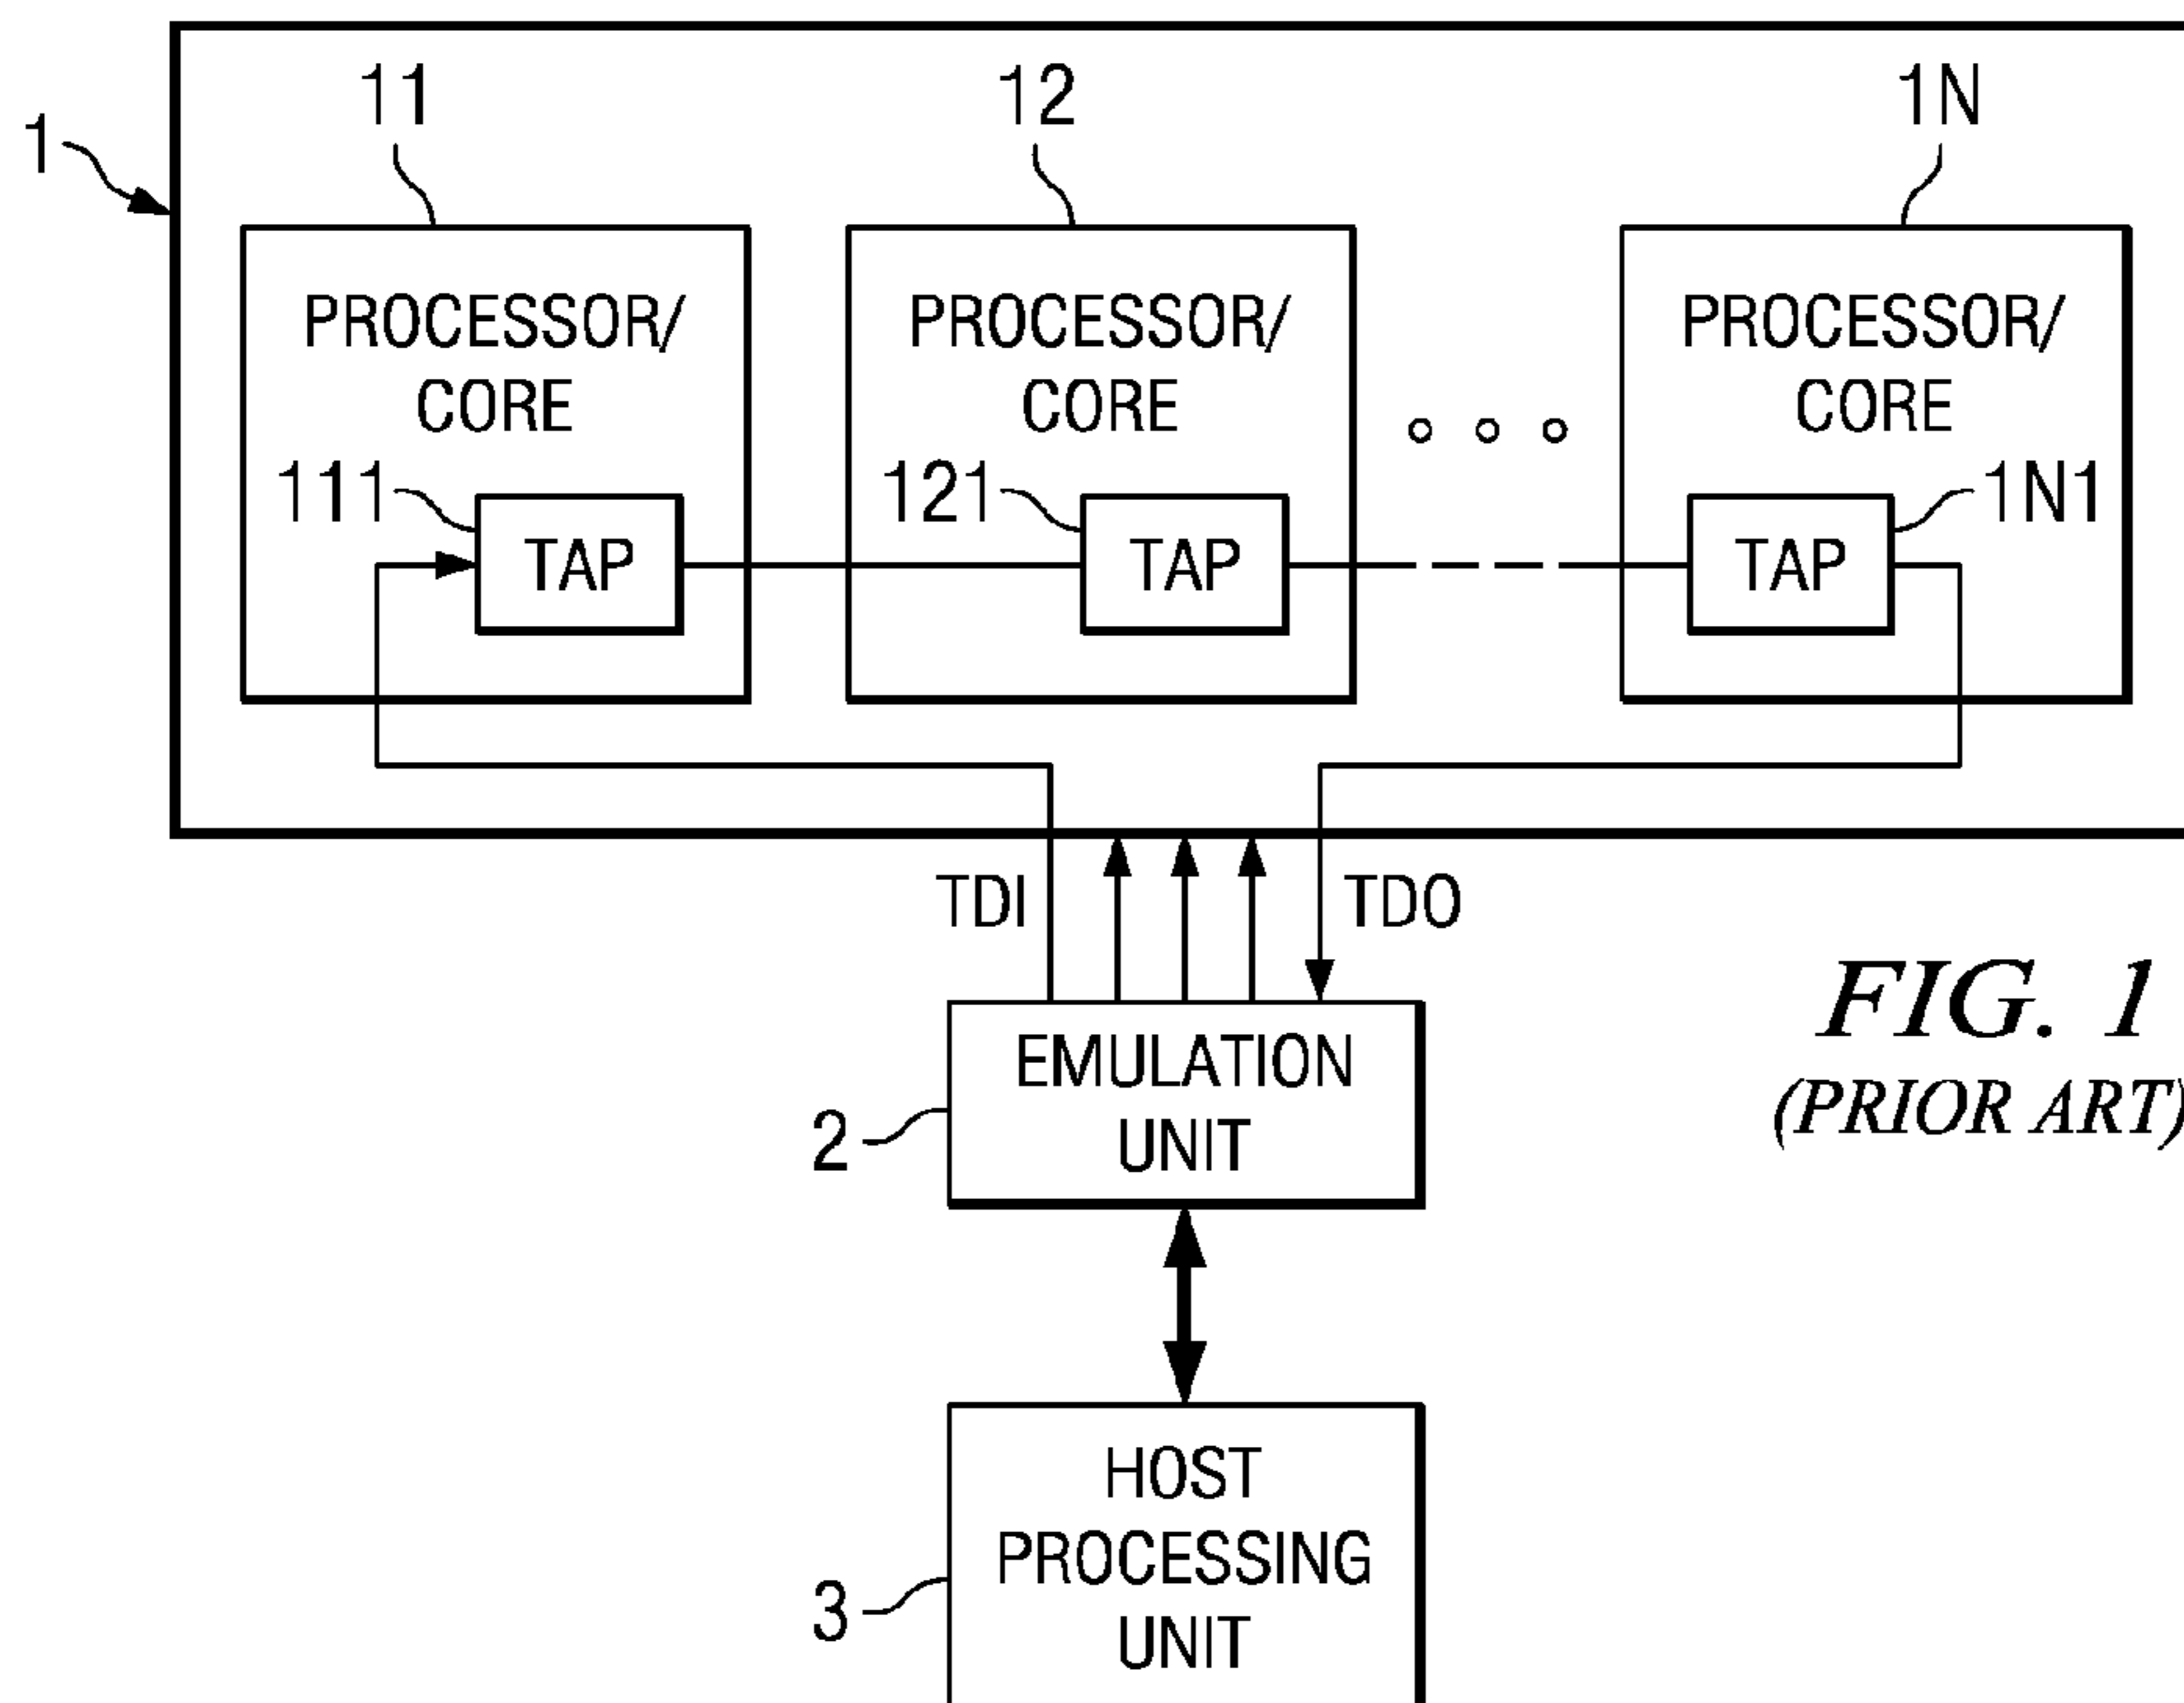 11
12
1N
1
PROCESSOR/
CORE
PROCESSOR/
CORE
PROCESSOR/
CORE
111
TAP
121
TAP
TAP
1N1
TDI
TDO
EMULATION
UNIT
2
FIG. 1
(PRIOR ART)
HOST
PROCESSING
UNIT
3